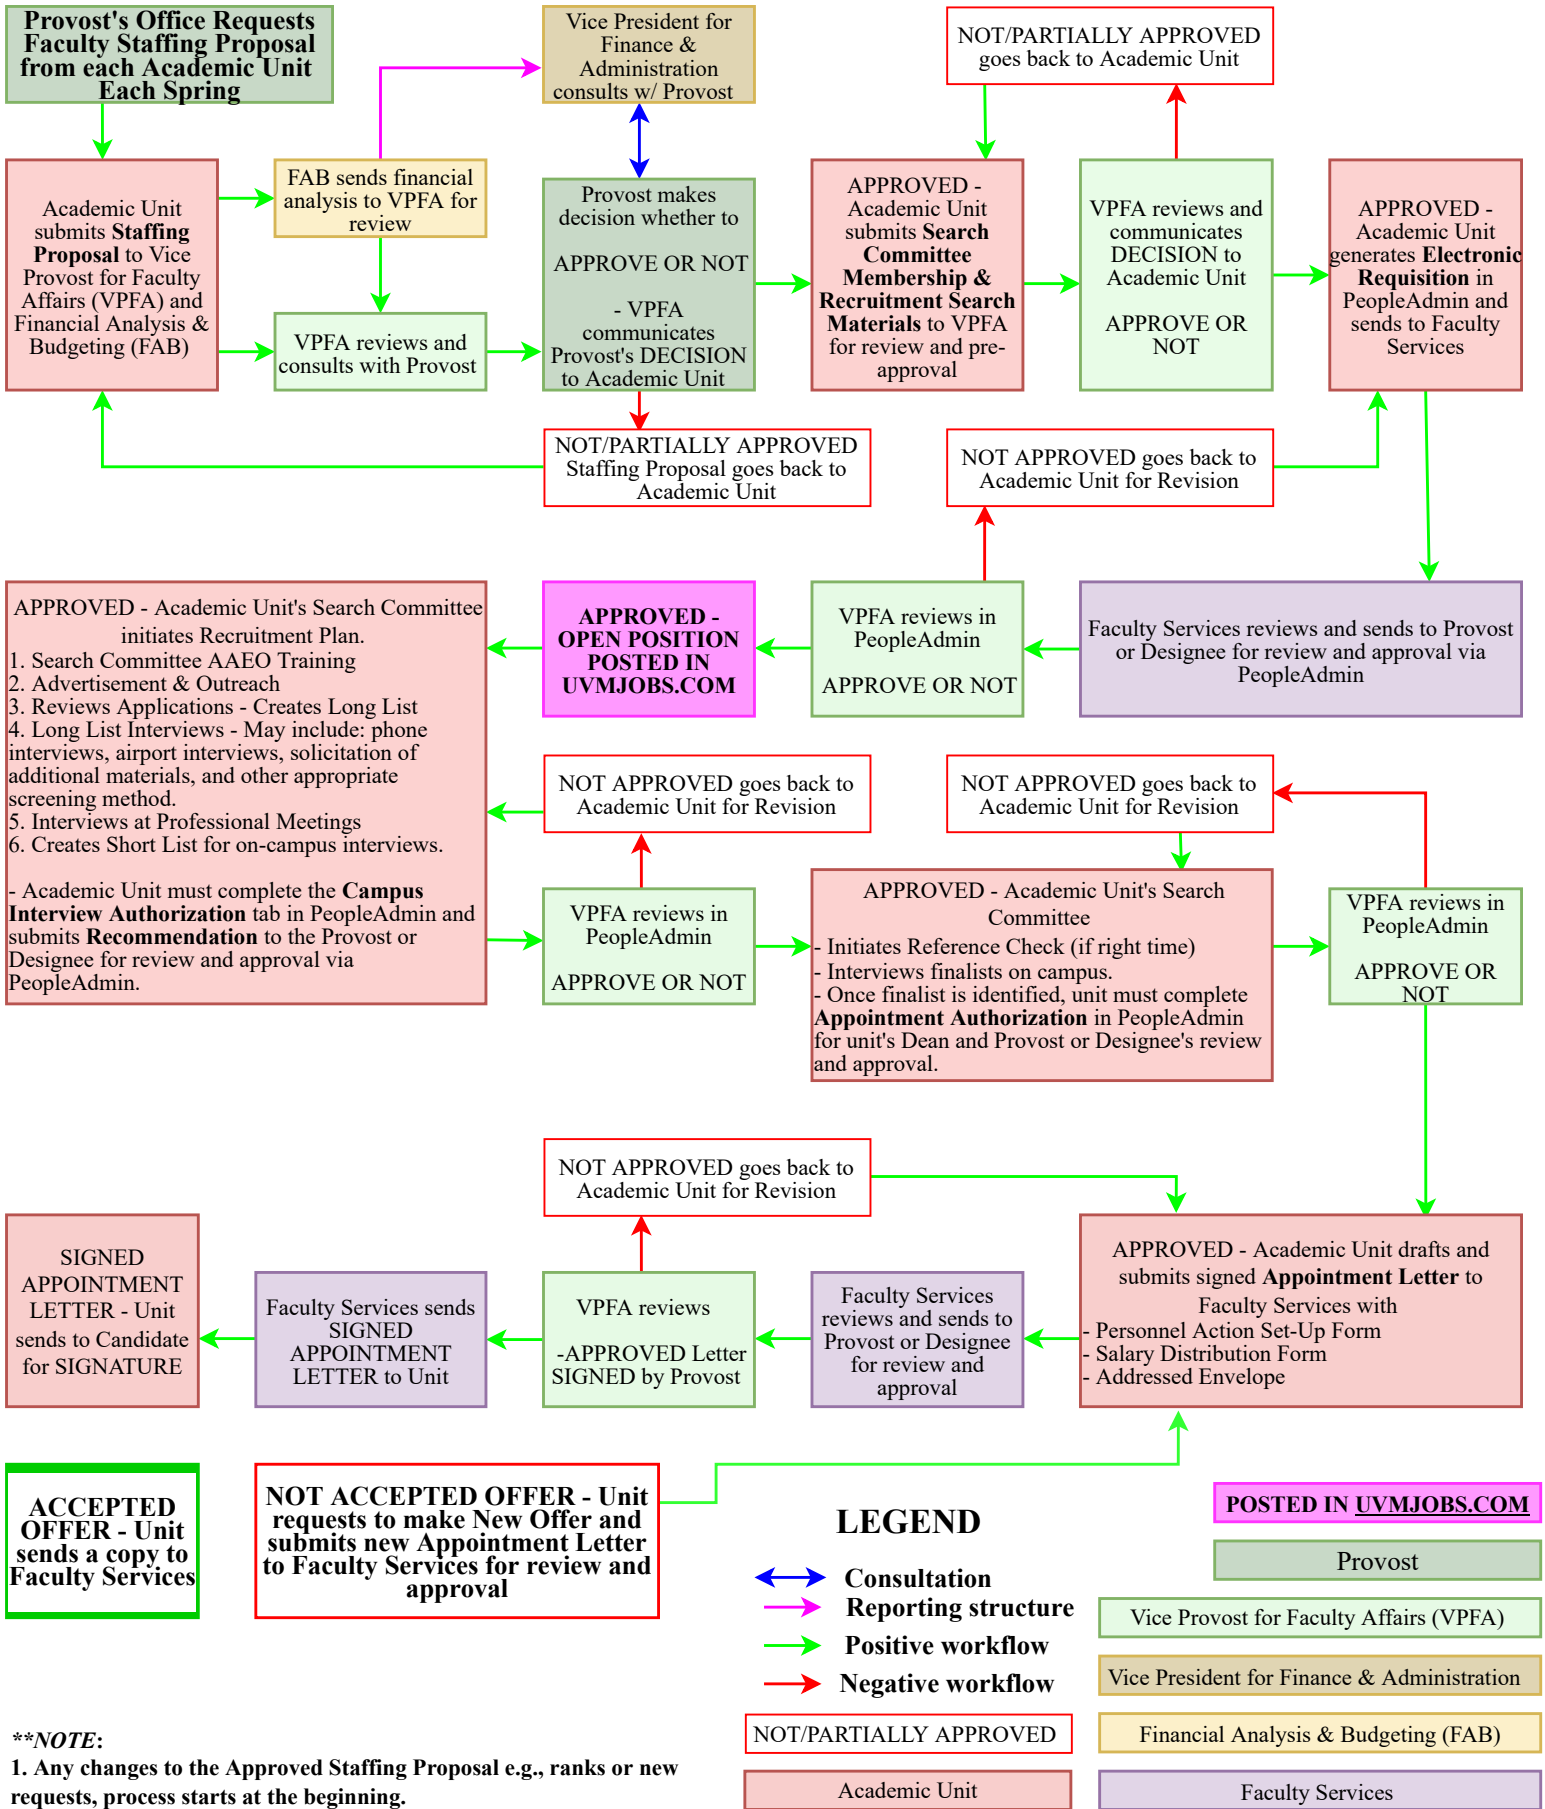 Provost's Office Requests
Faculty Staffing Proposal
from each Academic Unit
Each Spring
Vice President for
Finance &
Administration
consults w/ Provost
NOT/PARTIALLY APPROVED
goes back to Academic Unit
Academic Unit
submits Staffing
Proposal to Vice
Provost for Faculty
Affairs (VPFA) and
Financial Analysis &
Budgeting (FAB)
FAB sends financial
analysis to VPFA for
review
VPFA reviews and
consults with Provost
Provost makes
decision whether to
APPROVE OR NOT
- VPFA
communicates
Provost's DECISION
to Academic Unit
APPROVED -
Academic Unit
submits Search
Committee
Membership &
Recruitment Search
Materials to VPFA
for review and pre-
approval
VPFA reviews and
communicates
DECISION to
Academic Unit
APPROVE OR
NOT
APPROVED -
Academic Unit
generates Electronic
Requisition in
PeopleAdmin and
sends to Faculty
Services
NOT/PARTIALLY APPROVED
Staffing Proposal goes back to
Academic Unit
NOT APPROVED goes back to
Academic Unit for Revision
APPROVED - Academic Unit's Search Committee
initiates Recruitment Plan.
1. Search Committee AAEO Training
2. Advertisement & Outreach
3. Reviews Applications - Creates Long List
4. Long List Interviews - May include: phone
interviews, airport interviews, solicitation of
additional materials, and other appropriate
screening method.
5. Interviews at Professional Meetings
6. Creates Short List for on-campus interviews.
- Academic Unit must complete the Campus
Interview Authorization tab in PeopleAdmin and
submits Recommendation to the Provost or
Designee for review and approval via
PeopleAdmin.
APPROVED -
OPEN POSITION
POSTED IN
UVMJOBS.COM
VPFA reviews in
PeopleAdmin
APPROVE OR NOT
Faculty Services reviews and sends to Provost
or Designee for review and approval via
PeopleAdmin
NOT APPROVED goes back to
Academic Unit for Revision
NOT APPROVED goes back to
Academic Unit for Revision
VPFA reviews in
PeopleAdmin
APPROVE OR NOT
APPROVED - Academic Unit's Search
Committee
- Initiates Reference Check (if right time)
- Interviews finalists on campus.
- Once finalist is identified, unit must complete
Appointment Authorization in PeopleAdmin
for unit's Dean and Provost or Designee's review
and approval.
VPFA reviews in
PeopleAdmin
APPROVE OR
NOT
NOT APPROVED goes back to
Academic Unit for Revision
SIGNED
APPOINTMENT
LETTER - Unit
sends to Candidate
for SIGNATURE
Faculty Services sends
SIGNED
APPOINTMENT
LETTER to Unit
VPFA reviews
-APPROVED Letter
SIGNED by Provost
Faculty Services
reviews and sends to
Provost or Designee
for review and
approval
APPROVED - Academic Unit drafts and
submits signed Appointment Letter to
Faculty Services with
- Personnel Action Set-Up Form
- Salary Distribution Form
- Addressed Envelope
ACCEPTED
OFFER - Unit
sends a copy to
Faculty Services
NOT ACCEPTED OFFER - Unit
requests to make New Offer and
submits new Appointment Letter
to Faculty Services for review and
approval
LEGEND
Consultation
Reporting structure
Positive workflow
Negative workflow
NOT/PARTIALLY APPROVED
Academic Unit
POSTED IN UVMJOBS.COM
Provost
Vice Provost for Faculty Affairs (VPFA)
Vice President for Finance & Administration
Financial Analysis & Budgeting (FAB)
Faculty Services
**NOTE:
1. Any changes to the Approved Staffing Proposal e.g., ranks or new
requests, process starts at the beginning.